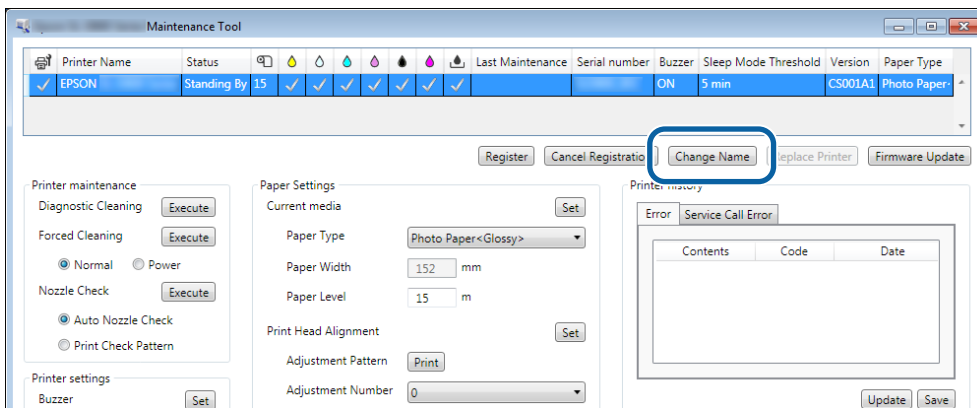 Maintenance Tool
Printer Name Status Last Maintenance Serial number Buzzer Sleep Mode Threshold Version Paper Type
EPSON Standing By 15 ON 5 min CS001A1 Photo Paper
Register Cancel Registration Change Name Replace Printer Firmware Update
Printer maintenance
Diagnostic Cleaning Execute
Forced Cleaning Execute
Normal Power
Nozzle Check Execute
Auto Nozzle Check
Print Check Pattern
Printer settings
Buzzer Set
Paper Settings
Current media Set
Paper Type Photo Paper<Glossy>
Paper Width 152 mm
Paper Level 15 m
Print Head Alignment Set
Adjustment Pattern Print
Adjustment Number 0
Printer history
Error Service Call Error
Contents Code Date
Update Save